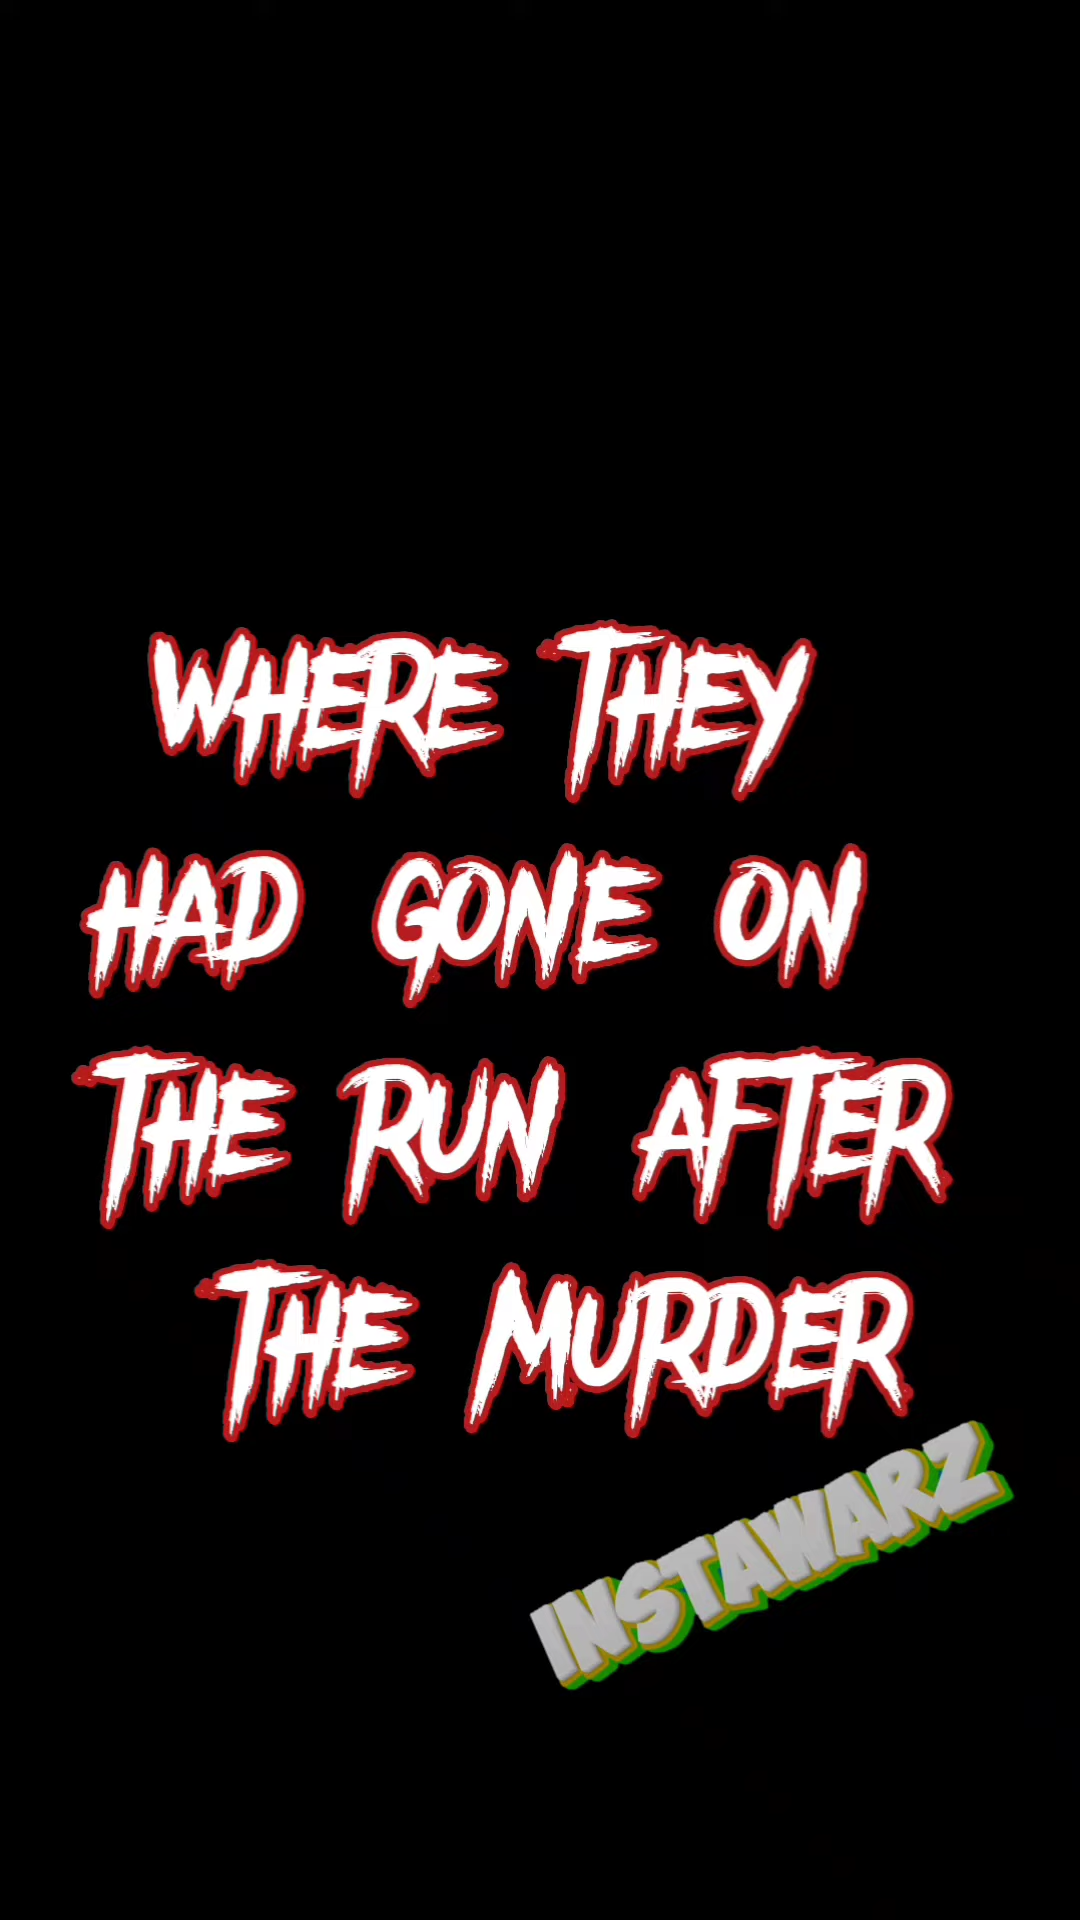 WHERE THEY
HAD GONE ON
THE RUN AFTER
THE MURDER
INSTAWARZ